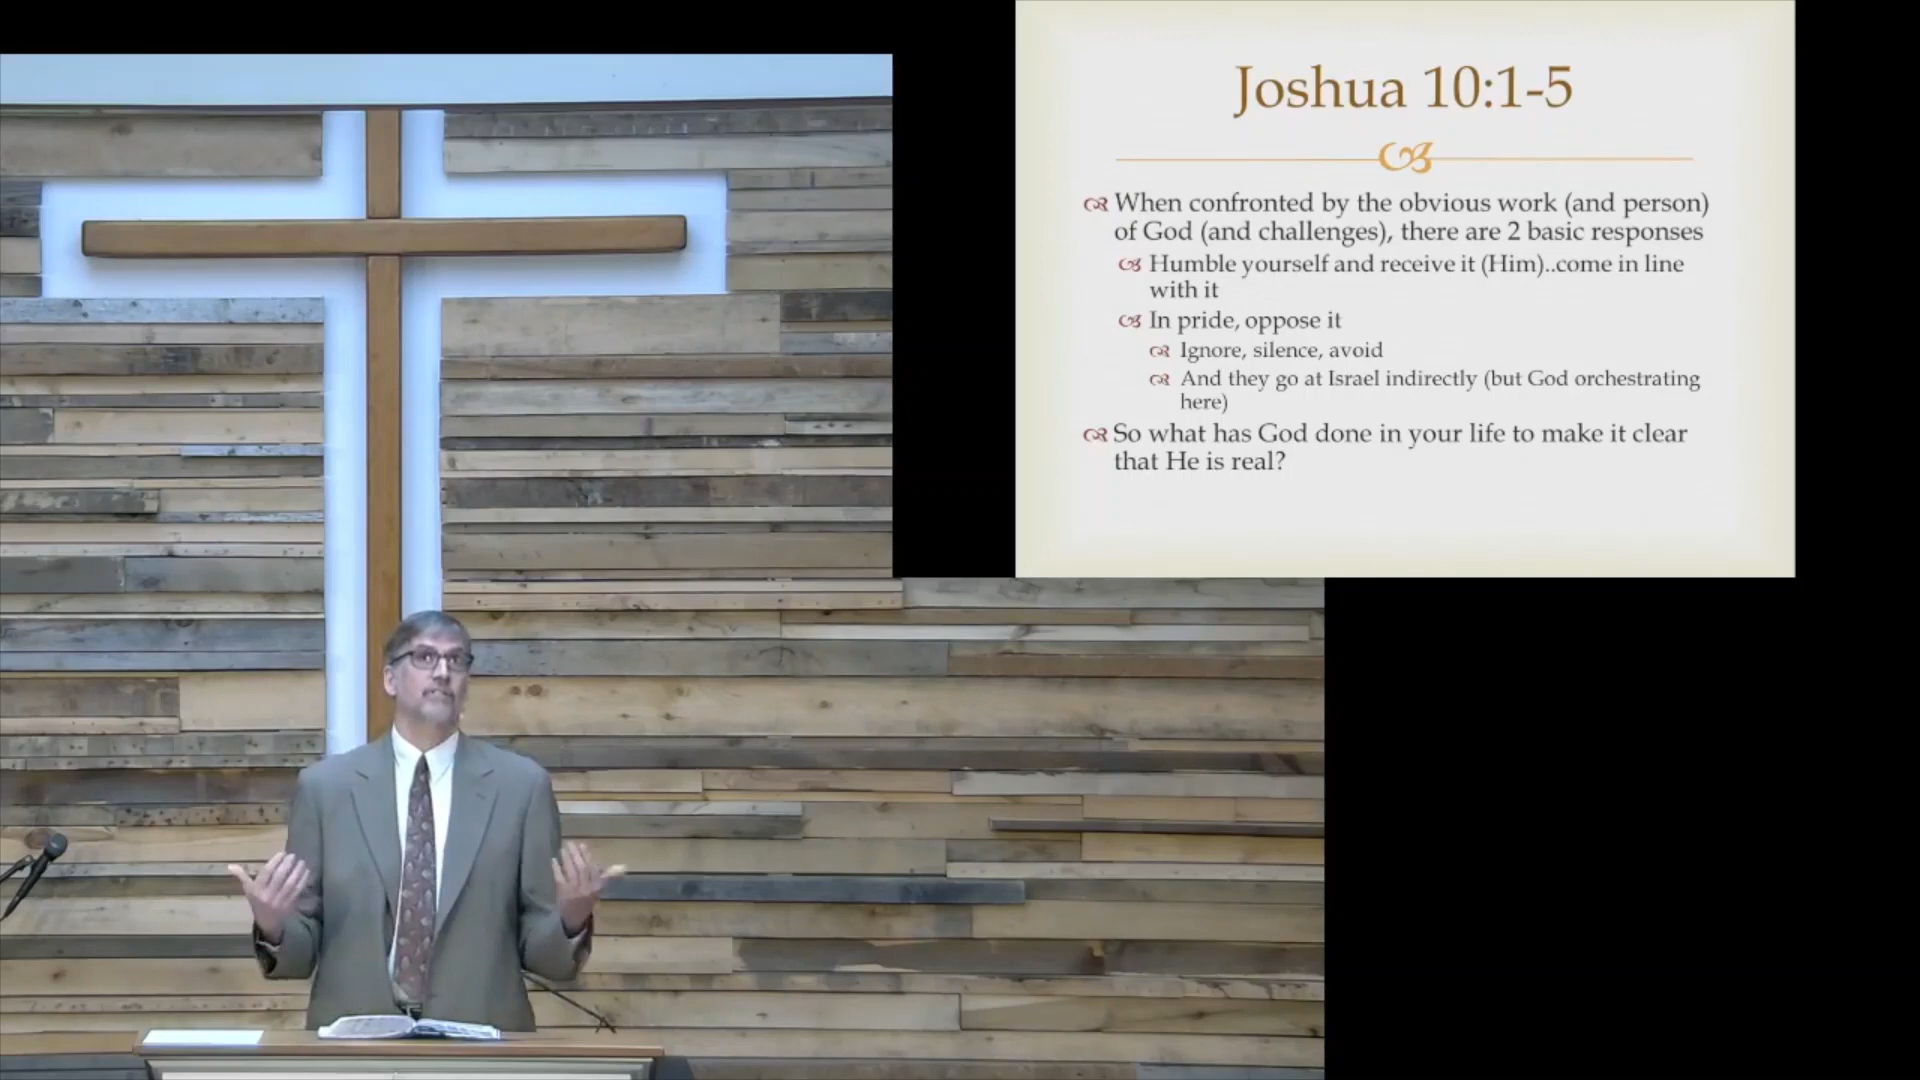 Joshua 10:1-5
When confronted by the obvious work (and person)
of God (and challenges), there are 2 basic responses
Humble yourself and receive it (Him)..come in line
with it
In pride, oppose it
Ignore, silence, avoid
And they go at Israel indirectly (but God orchestrating
here)
So what has God done in your life to make it clear
that He is real?